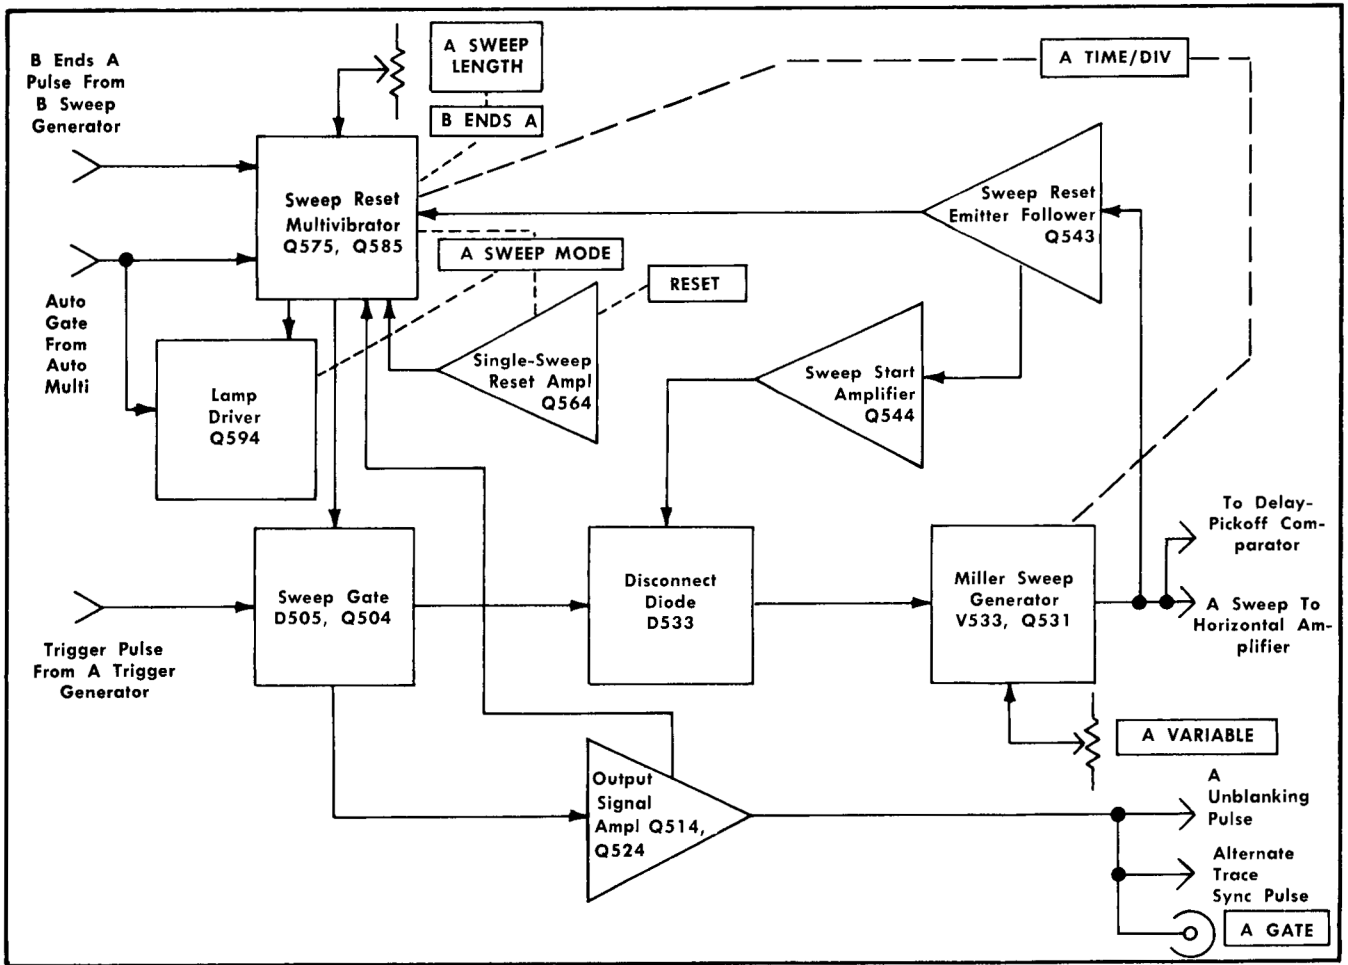 B Ends A
Pulse From
B Sweep
Generator
A SWEEP
LENGTH
B ENDS A
A TIME/DIV
Sweep Reset
Multivibrator
Q575, Q585
Sweep Reset
Emitter Follower
Q543
A SWEEP MODE
RESET
Auto
Gate
From
Auto
Multi
Lamp
Driver
Q594
Single-Sweep
Reset Ampl
Q564
Sweep Start
Amplifier
Q544
To Delay-
Pickoff Com-
parator
Sweep Gate
D505, Q504
Disconnect
Diode
D533
Miller Sweep
Generator
V533, Q531
A Sweep To
Horizontal Am-
plifier
Trigger Pulse
From A Trigger
Generator
A VARIABLE
Output
Signal
Ampl Q514,
Q524
A
Unblanking
Pulse
Alternate
Trace
Sync Pulse
A GATE